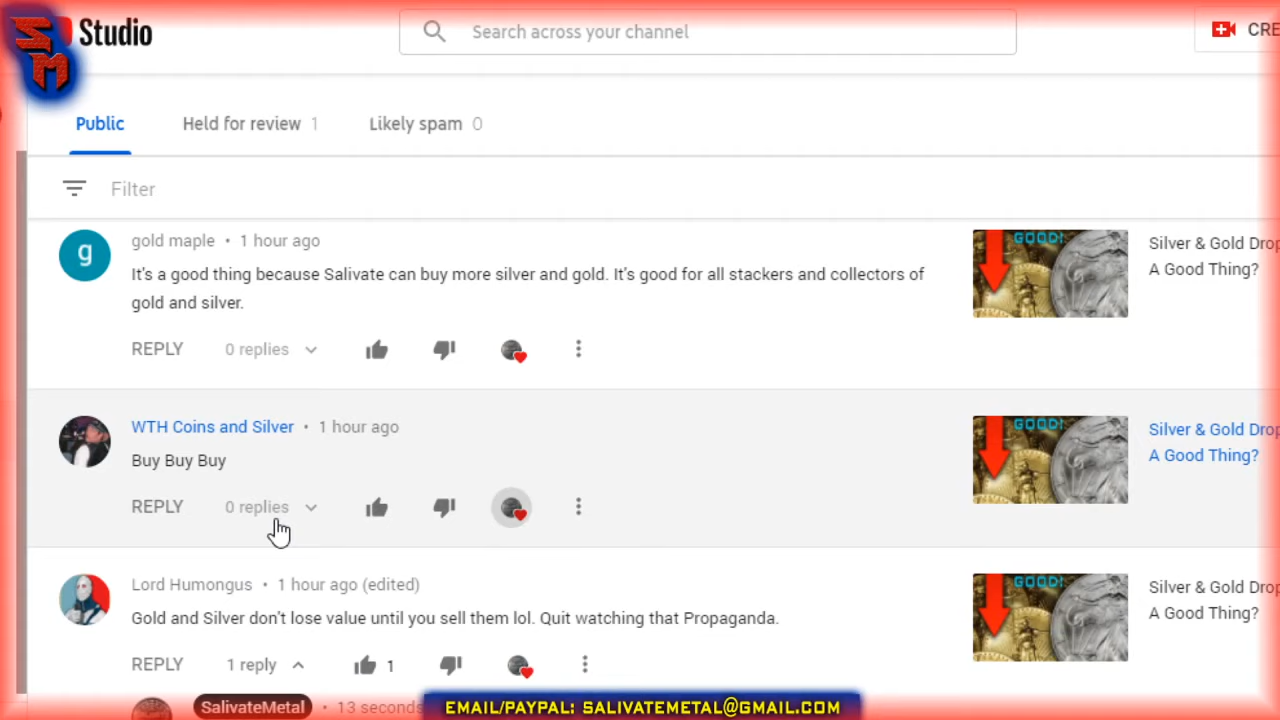 SM
Studio
Search across your channel
CRE
Public
Held for review 1
Likely spam 0
Filter
g
gold maple • 1 hour ago
It's a good thing because Salivate can buy more silver and gold. It's good for all stackers and collectors of
gold and silver.
REPLY
0 replies
GOOD!
Silver & Gold Drop
A Good Thing?
WTH Coins and Silver • 1 hour ago
Buy Buy Buy
REPLY
0 replies
GOOD!
Silver & Gold Drop
A Good Thing?
Lord Humongus • 1 hour ago (edited)
Gold and Silver don't lose value until you sell them lol. Quit watching that Propaganda.
REPLY
1 reply
1
GOOD!
Silver & Gold Drop
A Good Thing?
SalivateMetal • 13 seconds
EMAIL/PAYPAL: SALIVATEMETAL@GMAIL.COM